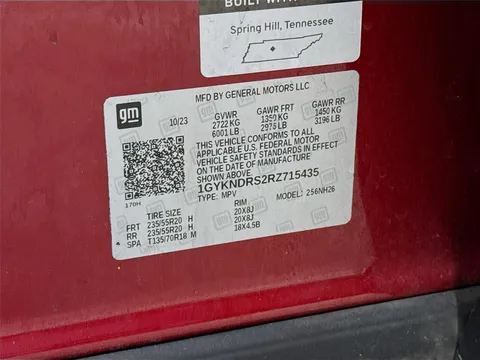 BUILT WITH
Spring Hill, Tennessee
MFD BY GENERAL MOTORS LLC
gm
10/23
GVWR GAWR FRT GAWR RR
2722 KG 1350 KG 1450 KG
6001 LB 2976 LB 3196 LB
THIS VEHICLE CONFORMS TO ALL
APPLICABLE U.S. FEDERAL MOTOR
VEHICLE SAFETY STANDARDS IN EFFECT
ON THE DATE OF MANUFACTURE
SHOWN ABOVE.
1GYKNDRS2RZ715435
170H
TYPE: MPV MODEL: 256NH26
TIRE SIZE RIM
FRT 235/55R20 H 20X8J
RR 235/55R20 H 20X8J
SPA T135/70R18 M 18X4.5B